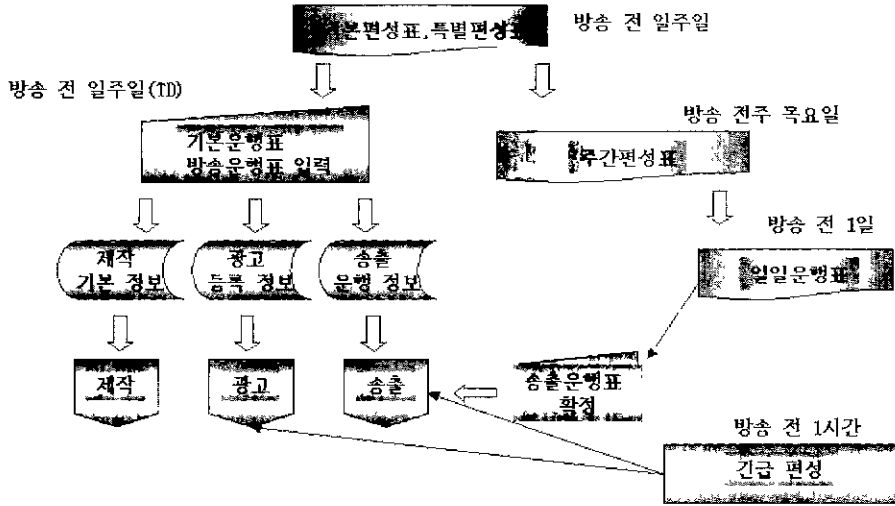 방송 전 일주일
기본편성표,특별편성표
방송 전 일주일(TD)
기본운행표
방송운행표 입력
방송 전주 목요일
주간편성표
방송 전 1일
일일운행표
제작
기본 정보
광고
등록 정보
송출
운행 정보
제작
광고
송출
송출운행표
확정
방송 전 1시간
긴급 편성